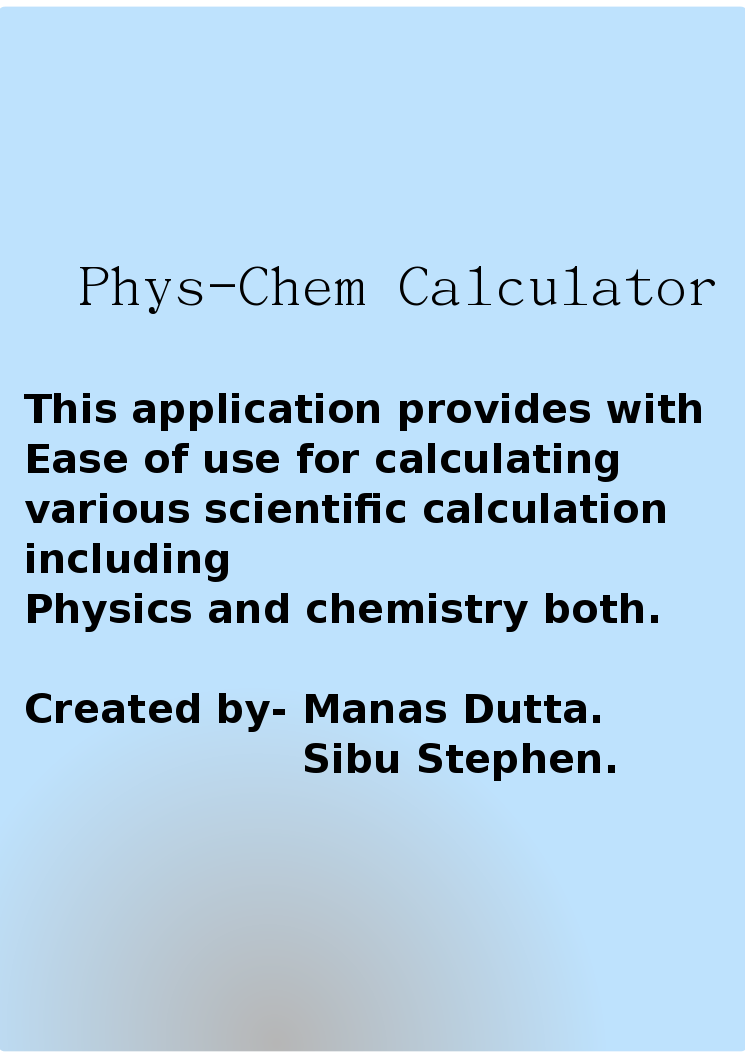 Phys-Chem Calculator
This application provides with
Ease of use for calculating
various scientific calculation
including
Physics and chemistry both.
Created by- Manas Dutta.
Sibu Stephen.